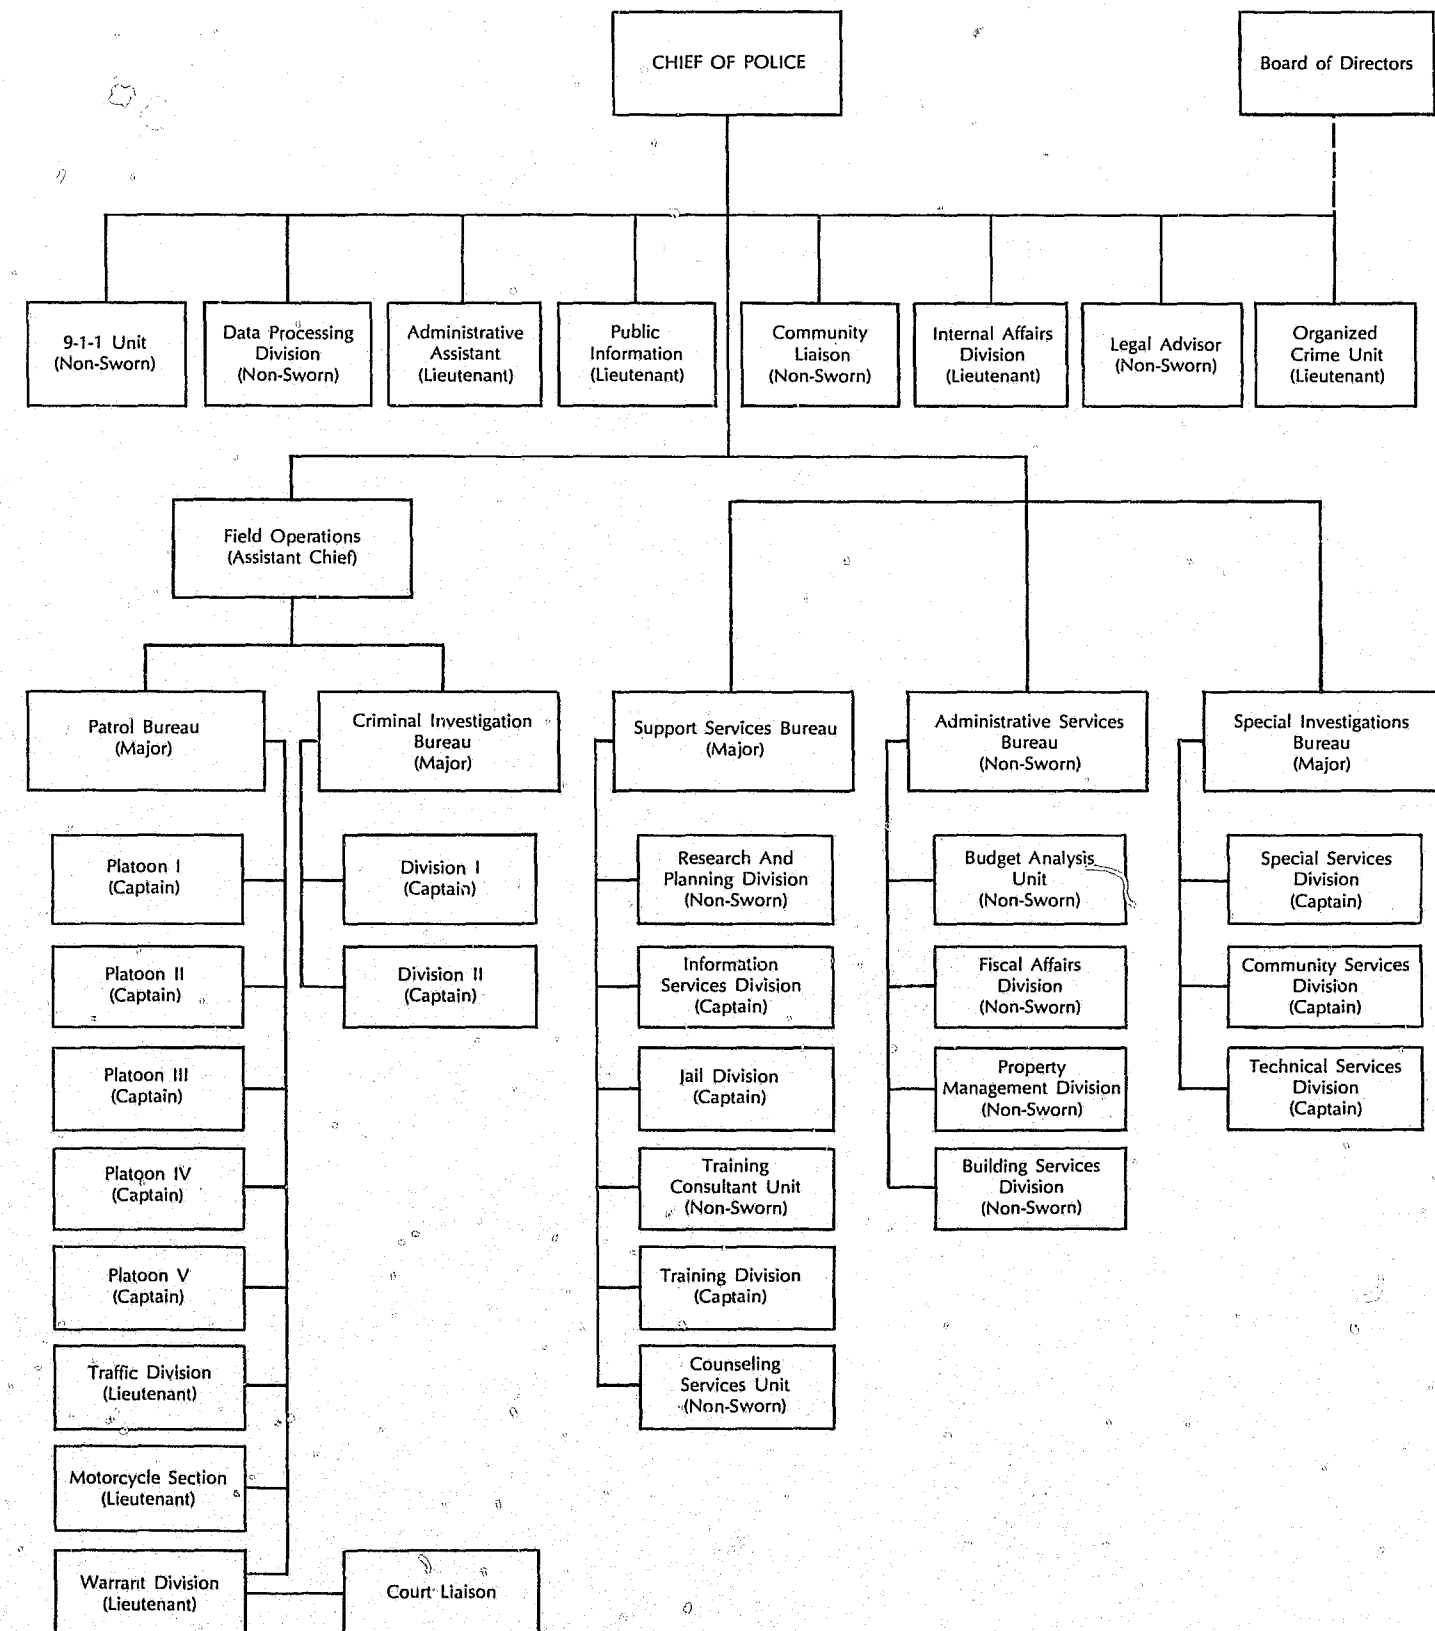 CHIEF OF POLICE
Board of Directors
9-1-1 Unit
(Non-Sworn)
Data Processing
Division
(Non-Sworn)
Administrative
Assistant
(Lieutenant)
Public
Information
(Lieutenant)
Community
Liaison
(Non-Sworn)
Internal Affairs
Division
(Lieutenant)
Legal Advisor
(Non-Sworn)
Organized
Crime Unit
(Lieutenant)
Field Operations
(Assistant Chief)
Patrol Bureau
(Major)
Criminal Investigation
Bureau
(Major)
Support Services Bureau
(Major)
Administrative Services
Bureau
(Non-Sworn)
Special Investigations
Bureau
(Major)
Platoon I
(Captain)
Platoon II
(Captain)
Platoon III
(Captain)
Platoon IV
(Captain)
Platoon V
(Captain)
Traffic Division
(Lieutenant)
Motorcycle Section
(Lieutenant)
Warrant Division
(Lieutenant)
Court Liaison
Division I
(Captain)
Division II
(Captain)
Research And
Planning Division
(Non-Sworn)
Information
Services Division
(Captain)
Jail Division
(Captain)
Training
Consultant Unit
(Non-Sworn)
Training Division
(Captain)
Counseling
Services Unit
(Non-Sworn)
Budget Analysis
Unit
(Non-Sworn)
Fiscal Affairs
Division
(Non-Sworn)
Property
Management Division
(Non-Sworn)
Building Services
Division
(Non-Sworn)
Special Services
Division
(Captain)
Community Services
Division
(Captain)
Technical Services
Division
(Captain)